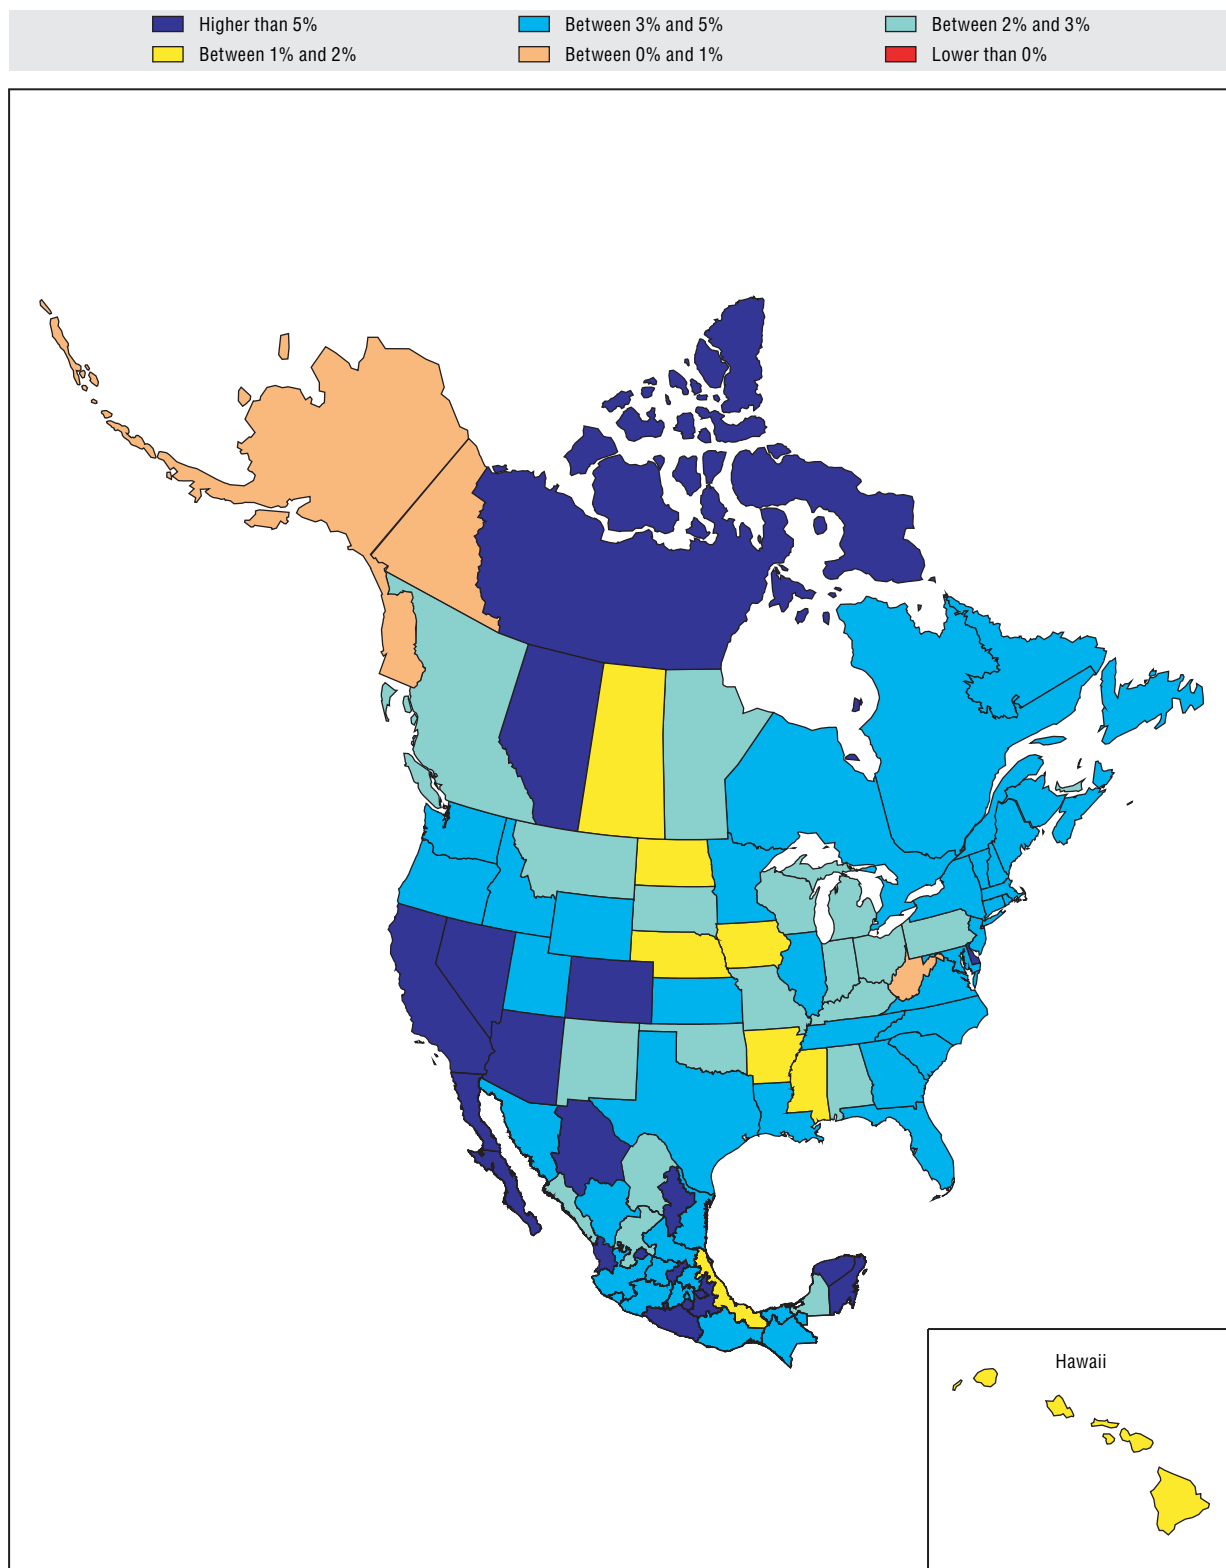 Higher than 5% Between 3% and 5% Between 2% and 3%
Between 1% and 2% Between 0% and 1% Lower than 0%
Hawaii